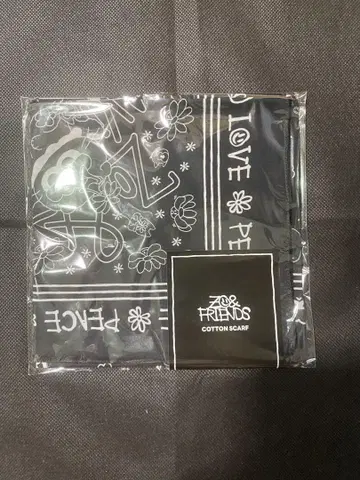 LOVE
PE
PEACE
Zo&
FRIENDS
COTTON SCARF